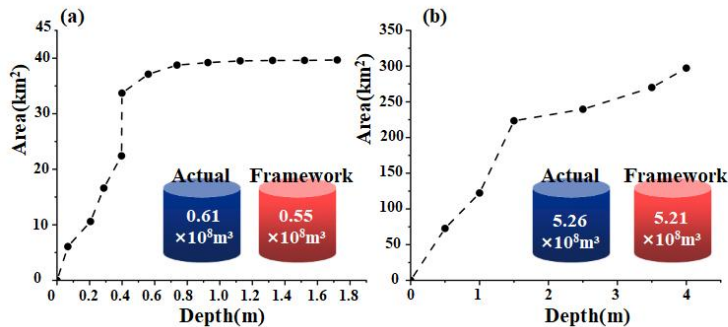 (a)
Area(km²)
45
40
30
20
10
0
0.0
0.2
0.4
0.6
0.8
1.0
1.2
1.4
1.6
1.8
Depth(m)
Actual
0.61
×10⁸m³
Framework
0.55
×10⁸m³
(b)
Area(km²)
350
300
250
200
150
100
50
0
0
1
2
3
4
Depth(m)
Actual
5.26
×10⁸m³
Framework
5.21
×10⁸m³